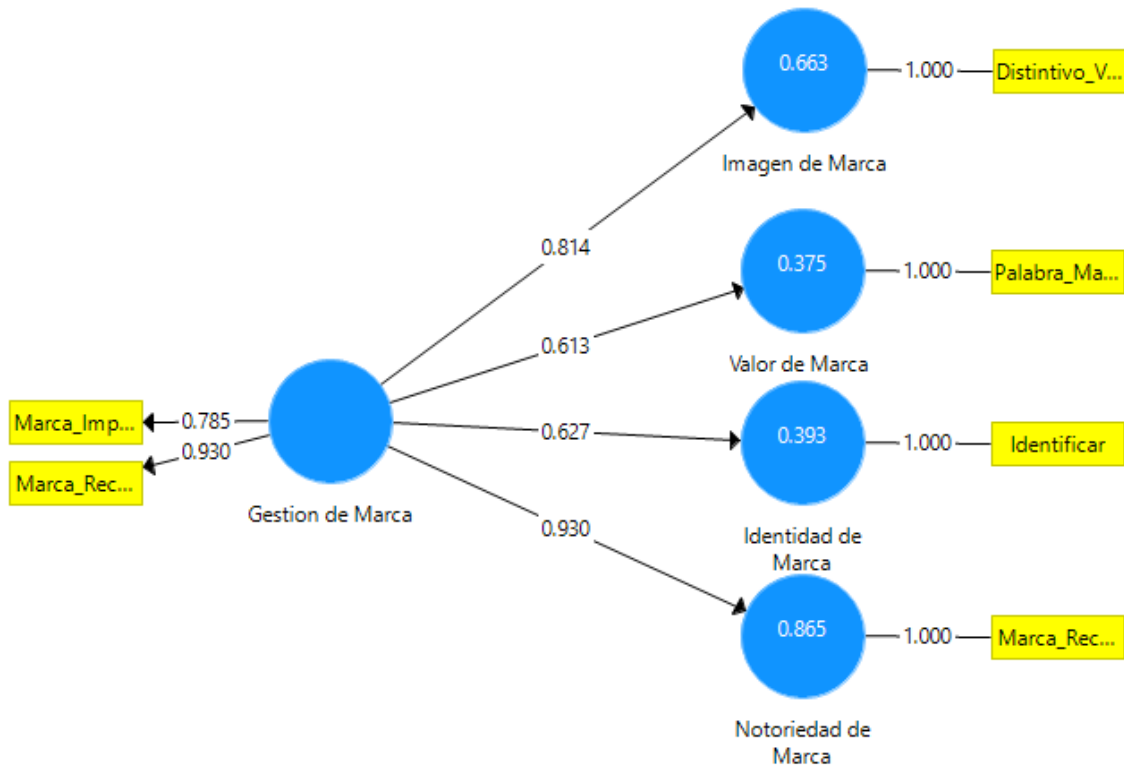 0.663
1.000
Distintivo_V...
Imagen de Marca
0.814
0.375
1.000
Palabra_Ma...
0.613
Valor de Marca
Marca_Imp...
0.785
0.627
0.393
1.000
Identificar
0.930
Marca_Rec...
Gestion de Marca
0.930
Identidad de
Marca
0.865
1.000
Marca_Rec...
Notoriedad de
Marca